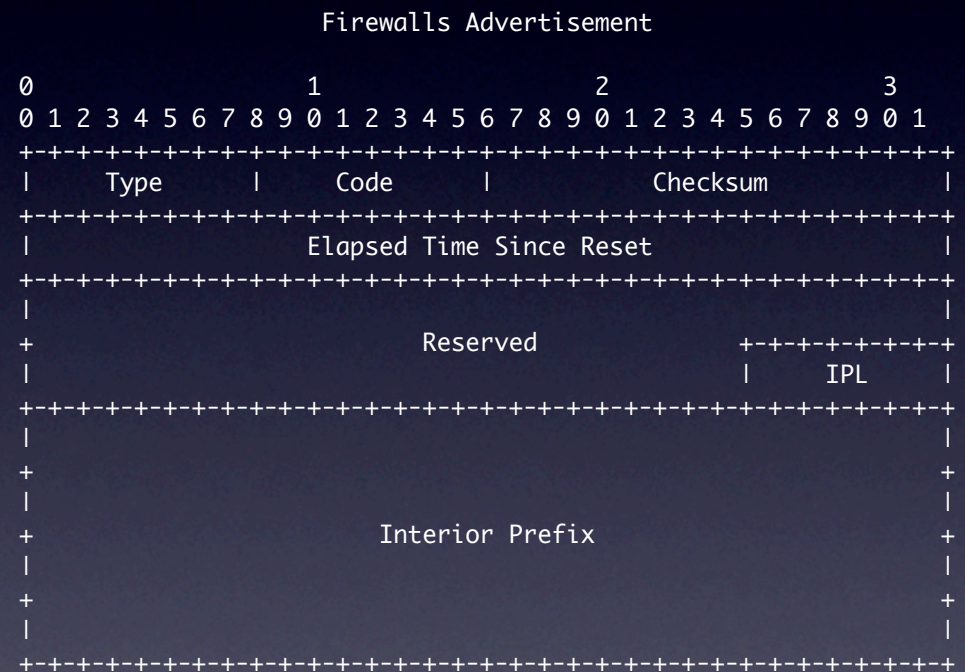 Firewalls Advertisement
0                   1                   2                   3
0 1 2 3 4 5 6 7 8 9 0 1 2 3 4 5 6 7 8 9 0 1 2 3 4 5 6 7 8 9 0 1
+-+-+-+-+-+-+-+-+-+-+-+-+-+-+-+-+-+-+-+-+-+-+-+-+-+-+-+-+-+-+-+-+
|     Type      |     Code      |           Checksum            |
+-+-+-+-+-+-+-+-+-+-+-+-+-+-+-+-+-+-+-+-+-+-+-+-+-+-+-+-+-+-+-+-+
|                   Elapsed Time Since Reset                    |
+-+-+-+-+-+-+-+-+-+-+-+-+-+-+-+-+-+-+-+-+-+-+-+-+-+-+-+-+-+-+-+-+
|                                                               |
+                           Reserved              +-+-+-+-+-+-+-+
|                                                 |     IPL     |
+-+-+-+-+-+-+-+-+-+-+-+-+-+-+-+-+-+-+-+-+-+-+-+-+-+-+-+-+-+-+-+-+
|                                                               |
+                                                               +
|                                                               |
+                        Interior Prefix                        +
|                                                               |
+                                                               +
|                                                               |
+-+-+-+-+-+-+-+-+-+-+-+-+-+-+-+-+-+-+-+-+-+-+-+-+-+-+-+-+-+-+-+-+